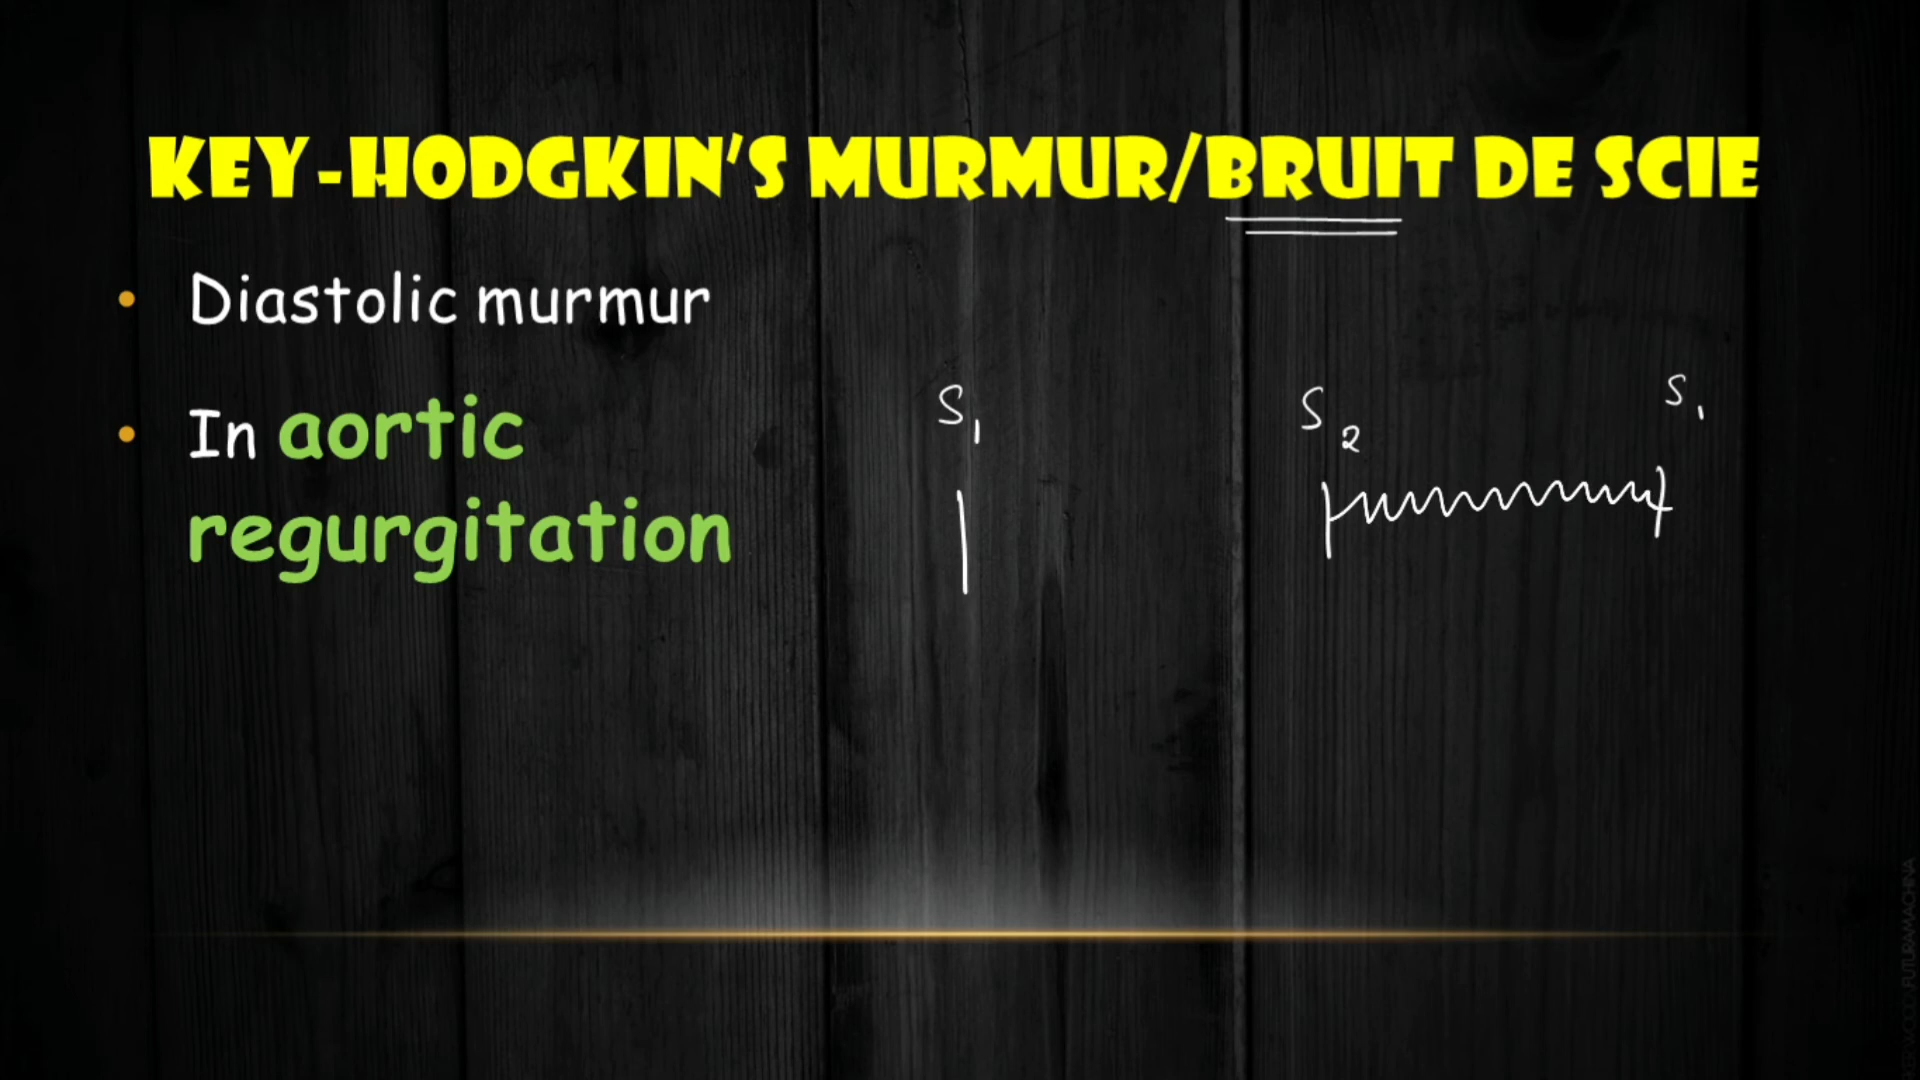 KEY-HODGKIN'S MURMUR/BRUIT DE SCIE
• Diastolic murmur
• In aortic
regurgitation
S1 S2 S1